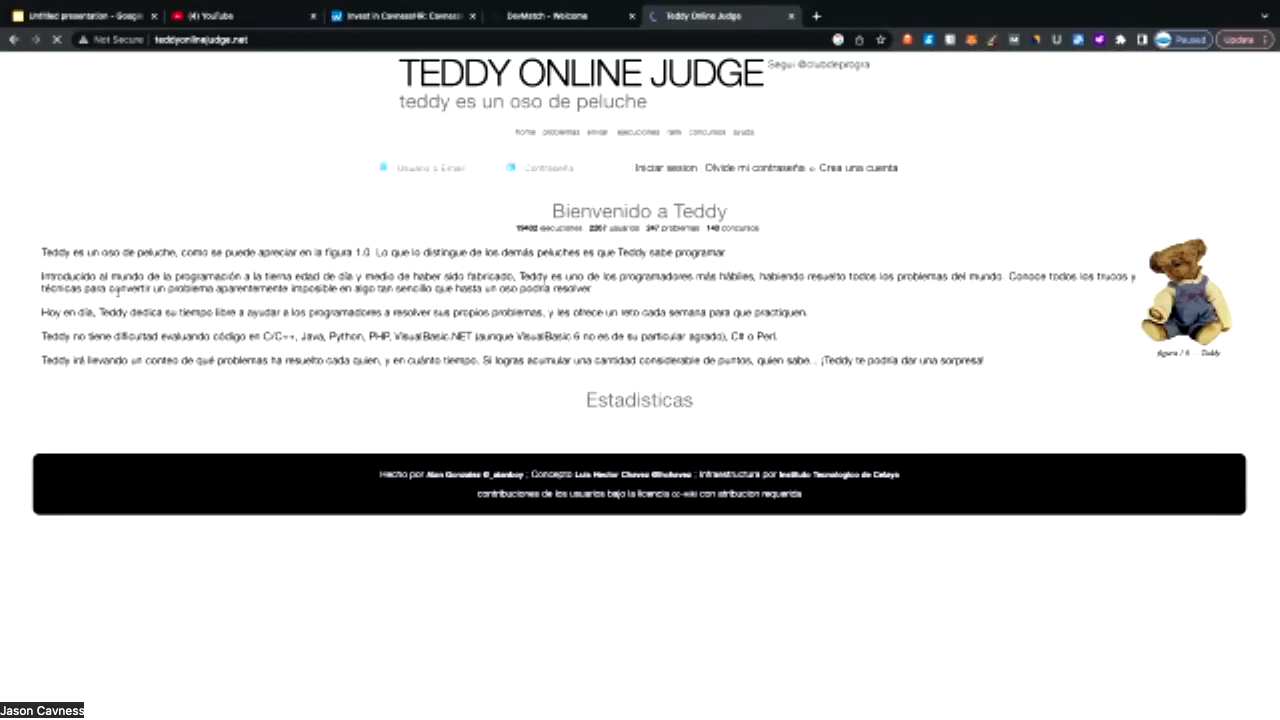 Untitled presentation - Googl
(4) YouTube
Invest in CavnessHR: Cavness
DevMatch - Welcome
Teddy Online Judge
Not Secure
teddyonlinejudge.net
Paused
Update
TEDDY ONLINE JUDGE
Segui @clubdeprogra
teddy es un oso de peluche
home problemas enviar ejecuciones rank concursos ayuda
Usuario o Email
Contraseña
Iniciar sesion Olvide mi contraseña o Crea una cuenta
Bienvenido a Teddy
ejecuciones usuarios problemas concursos
Teddy es un oso de peluche, como se puede apreciar en la figura 1.0 Lo que lo distingue de los demás peluches es que Teddy sabe programar
Introducido al mundo de la programación a la tierna edad de día y medio de haber sido fabricado, Teddy es uno de los programadores más hábiles, habiendo resuelto todos los problemas del mundo. Conoce todos los trucos y
técnicas para convertir un problema aparentemente imposible en algo tan sencillo que hasta un oso podría resolver
Hoy en día, Teddy dedica su tiempo libre a ayudar a los programadores a resolver sus propios problemas, y les ofrece un reto cada semana para que practiquen.
Teddy no tiene dificultad evaluando código en C/C++, Java, Python, PHP, VisualBasic.NET (aunque VisualBasic 6 no es de su particular agrado), C# o Perl.
Teddy irá llevando un conteo de qué problemas ha resuelto cada quien, y en cuánto tiempo. Si logras acumular una cantidad considerable de puntos, quien sabe... ¡Teddy te podría dar una sorpresa!
Teddy
Estadisticas
Hecho por Alan Gonzalez ; Concepto Luis Hector Chavez @lhchavez ; Infraestructura por Instituto Tecnologico de Celaya
contribuciones de los usuarios bajo la licencia cc-wiki con atribucion requerida
Jason Cavness